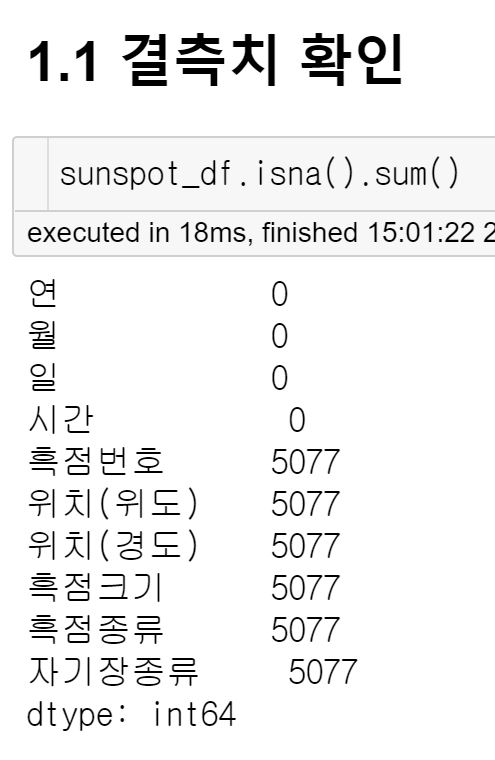 1.1 결측치 확인
sunspot_df.isna().sum()
executed in 18ms, finished 15:01:22
연 0
월 0
일 0
시간 0
흑점번호 5077
위치(위도) 5077
위치(경도) 5077
흑점크기 5077
흑점종류 5077
자기장종류 5077
dtype: int64